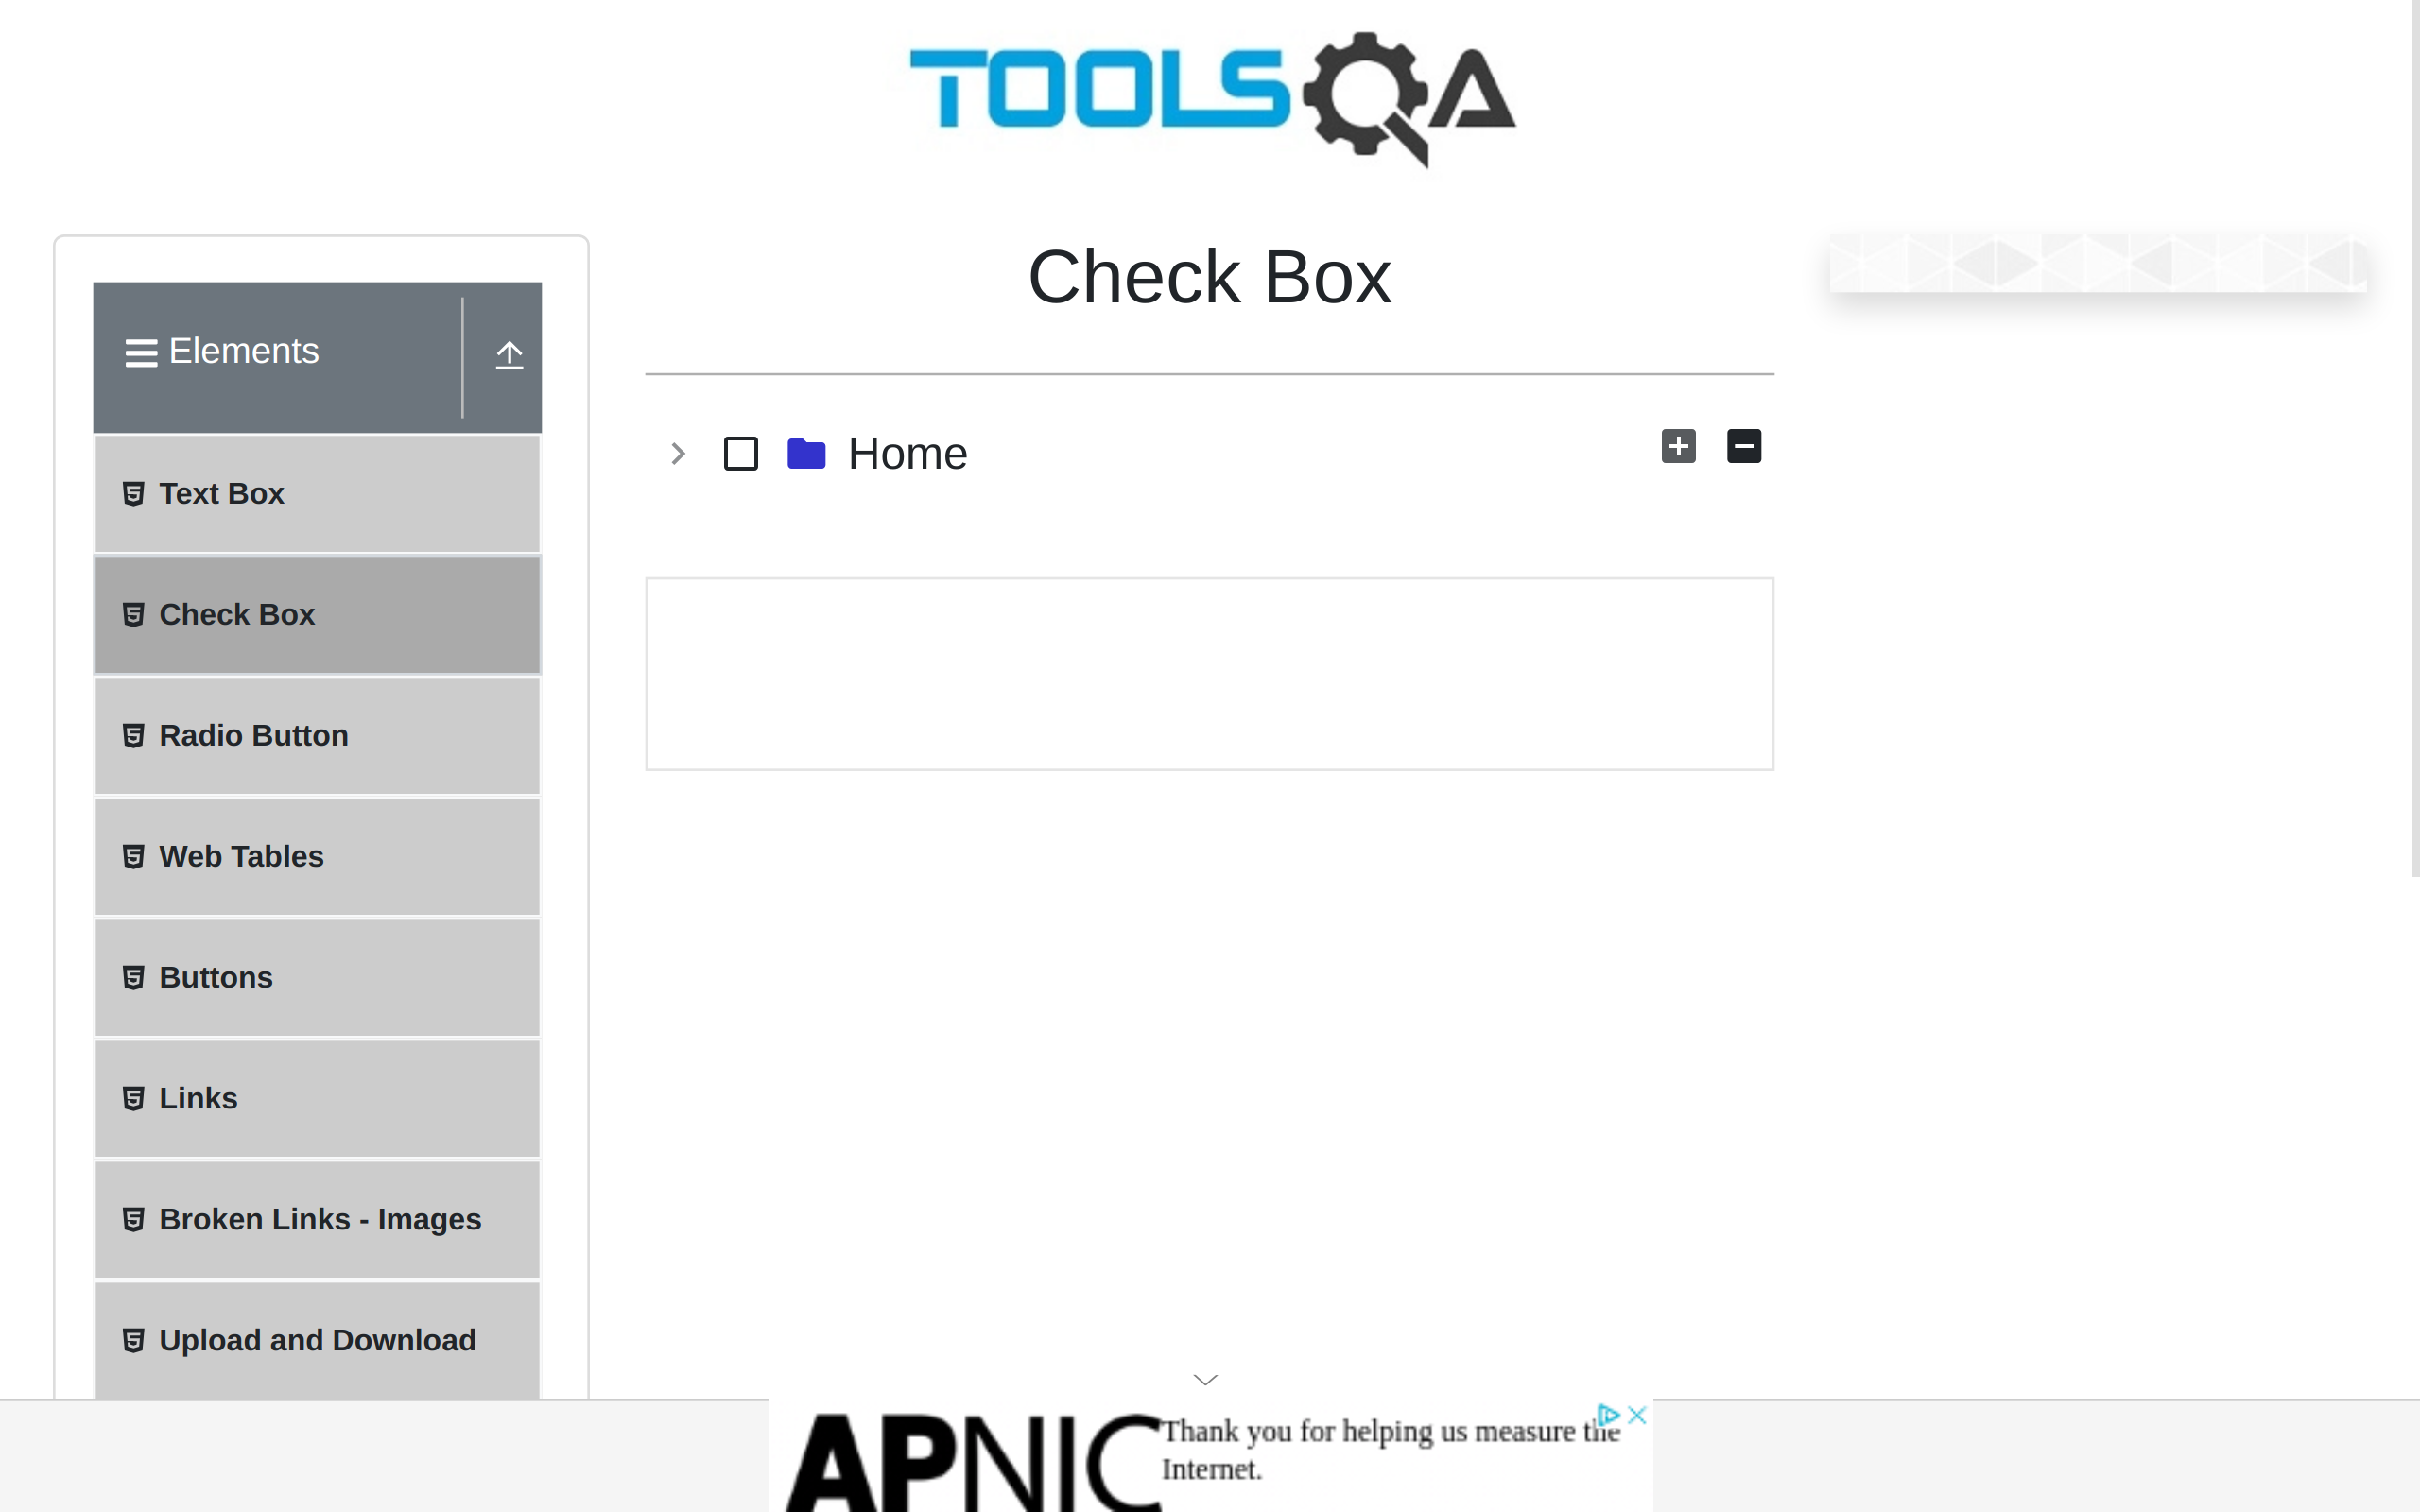 TOOLSQA
Check Box
Elements
Home
Text Box
Check Box
Radio Button
Web Tables
Buttons
Links
Broken Links - Images
Upload and Download
APNIC
Thank you for helping us measure the
Internet.